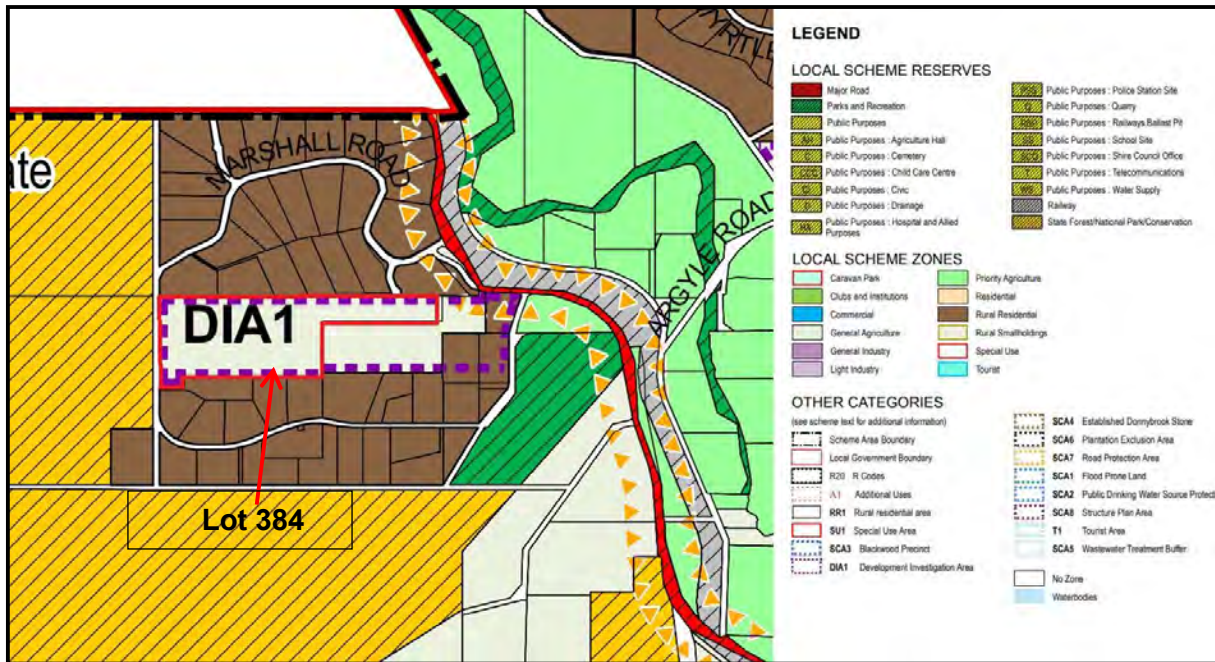 ate
MARSHALL ROAD
MYRTLE
ARGYLE ROAD
DIA1
Lot 384
LEGEND
LOCAL SCHEME RESERVES
Major Road
Parks and Recreation
Public Purposes
AH Public Purposes : Agriculture Hall
C Public Purposes : Cemetery
CCC Public Purposes : Child Care Centre
Public Purposes : Civic
D Public Purposes : Drainage
HA Public Purposes : Hospital and Allied
Purposes
Public Purposes : Police Station Site
Q Public Purposes : Quarry
Public Purposes : Railways Ballast Pit
SS Public Purposes : School Site
SCO Public Purposes : Shire Council Office
T Public Purposes : Telecommunications
WS Public Purposes : Water Supply
Railway
State Forest/National Park/Conservation
LOCAL SCHEME ZONES
Caravan Park
Clubs and Institutions
Commercial
General Agriculture
General Industry
Light Industry
Priority Agriculture
Residential
Rural Residential
Rural Smallholdings
Special Use
Tourist
OTHER CATEGORIES
(see scheme text for additional information)
Scheme Area Boundary
Local Government Boundary
R20 R Codes
A1 Additional Uses
RR1 Rural residential area
SU1 Special Use Area
SCA3 Blackwood Precinct
DIA1 Development Investigation Area
SCA4 Established Donnybrook Stone
SCA6 Plantation Exclusion Area
SCA7 Road Protection Area
SCA1 Flood Prone Land
SCA2 Public Drinking Water Source Protect
SCA8 Structure Plan Area
T1 Tourist Area
SCA5 Wastewater Treatment Buffer
No Zone
Waterbodies